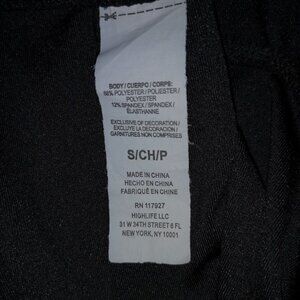 BODY / CUERPO / CORPS:
88% POLYESTER / POLIESTER /
POLYESTER
12% SPANDEX / SPANDEX /
ÉLASTHANNE
EXCLUSIVE OF DECORATION /
EXCLUYE LA DECORACIÓN /
GARNITURES NON COMPRISES
S/CH/P
MADE IN CHINA
HECHO EN CHINA
FABRIQUÉ EN CHINE
RN 117927
HIGHLIFE LLC
31 W 34TH STREET 6 FL
NEW YORK, NY 10001